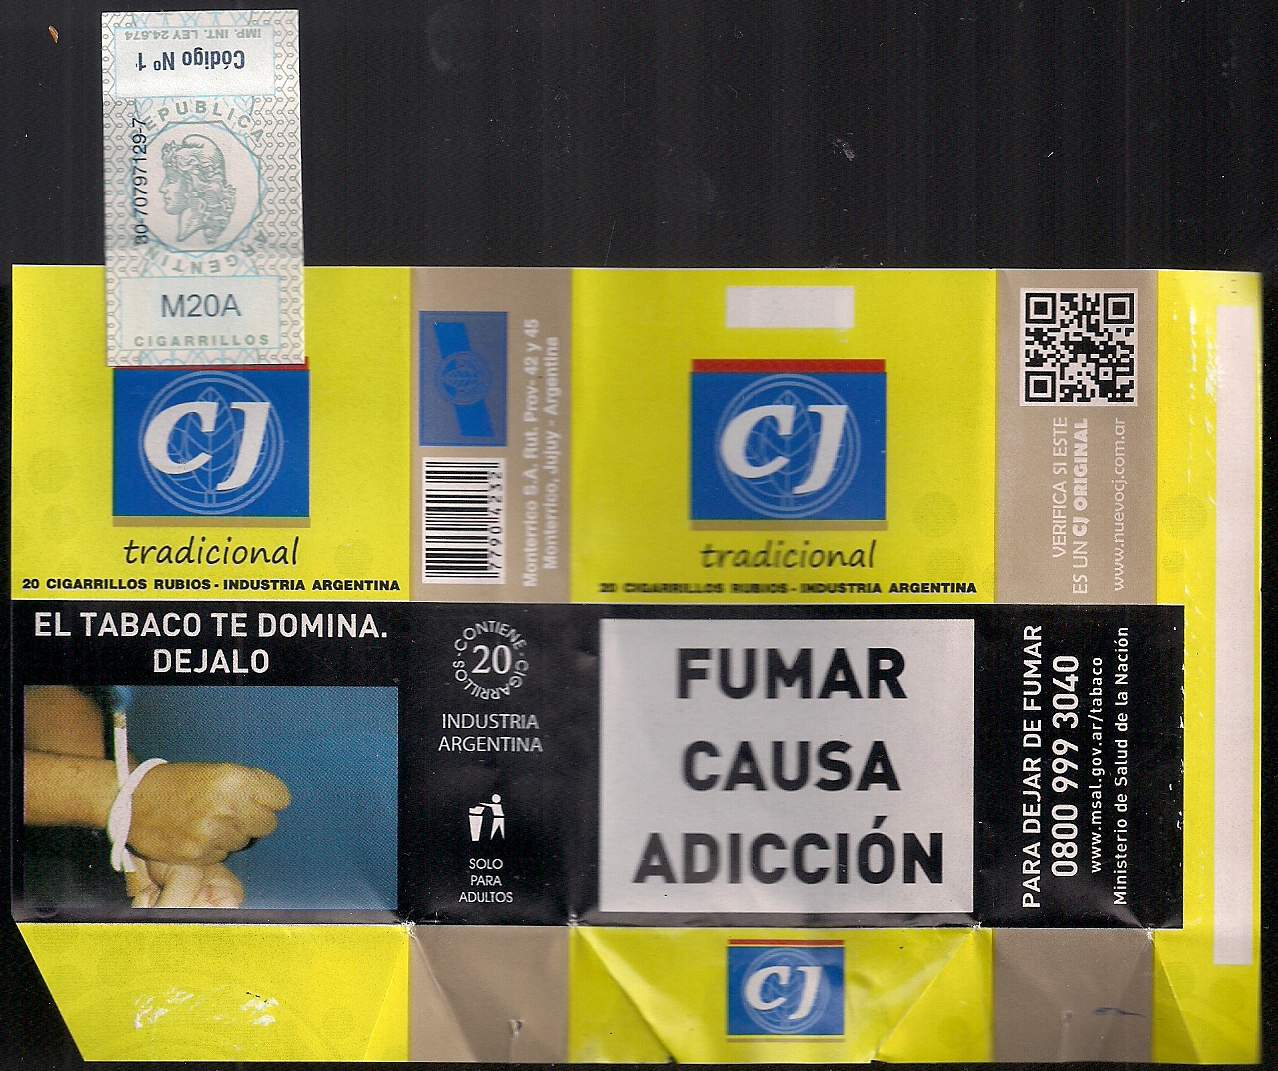 IMP. INT. LEY 24.674
Código Nº 1
REPUBLICA
ARGENTINA
30-70797129-7
M20A
CIGARRILLOS
CJ
tradicional
20 CIGARRILLOS RUBIOS - INDUSTRIA ARGENTINA
EL TABACO TE DOMINA.
DEJALO
7790 4232
Monterrico S.A. Rut. Prov- 42 y 45
Monterrico, Jujuy - Argentina
CONTIENE
20
CIGARRILLOS
INDUSTRIA
ARGENTINA
SOLO
PARA
ADULTOS
CJ
tradicional
20 CIGARRILLOS RUBIOS - INDUSTRIA ARGENTINA
FUMAR
CAUSA
ADICCIÓN
CJ
VERIFICA SI ESTE
ES UN CJ ORIGINAL
www.nuevocj.com.ar
PARA DEJAR DE FUMAR
0800 999 3040
www.msal.gov.ar/tabaco
Ministerio de Salud de la Nación